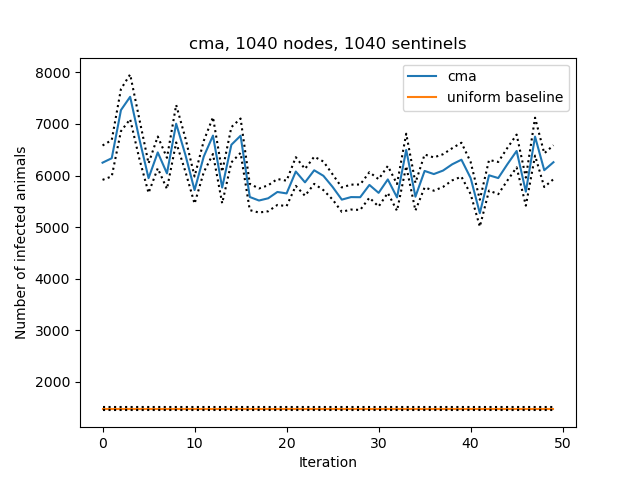 cma, 1040 nodes, 1040 sentinels
cma
uniform baseline
Number of infected animals
8000
7000
6000
5000
4000
3000
2000
0 10 20 30 40 50
Iteration